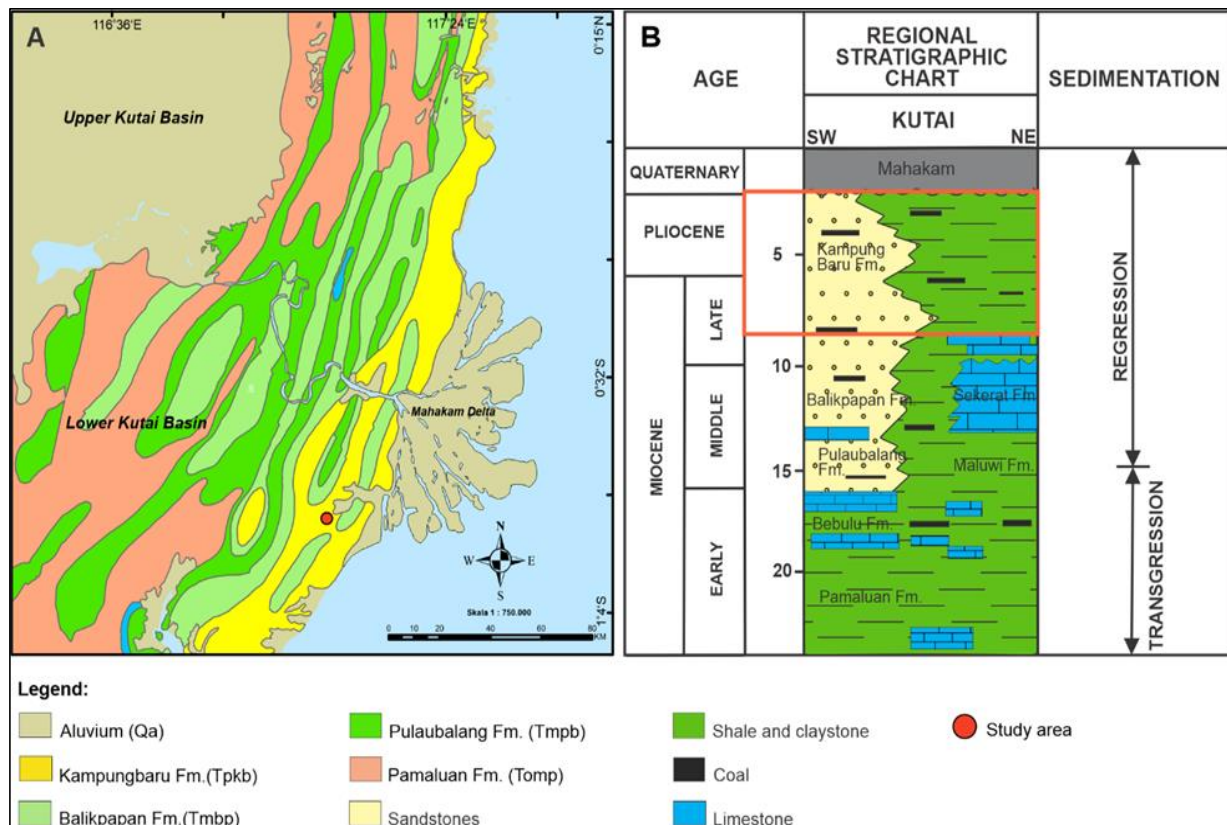 A
116°36'E
117°24'E
0°15'N
Upper Kutai Basin
0°32'S
Mahakam Delta
Lower Kutai Basin
N
W E
S
Skala 1 : 750.000
0 20 40 60 80
KM
1°4'S
B
AGE
REGIONAL
STRATIGRAPHIC
CHART
SEDIMENTATION
KUTAI
SW NE
QUATERNARY
Mahakam
PLIOCENE
5
Kampung
Baru Fm.
MIOCENE
LATE
10
MIDDLE
Balikpapan Fm.
Sekerat Fm.
Pulaubalang
Fm.
15
Maluwi Fm.
EARLY
Bebulu Fm.
20
Pamaluan Fm.
REGRESSION
TRANSGRESSION
Legend:
Aluvium (Qa)
Kampungbaru Fm.(Tpkb)
Balikpapan Fm.(Tmbp)
Pulaubalang Fm. (Tmpb)
Pamaluan Fm. (Tomp)
Sandstones
Shale and claystone
Coal
Limestone
Study area